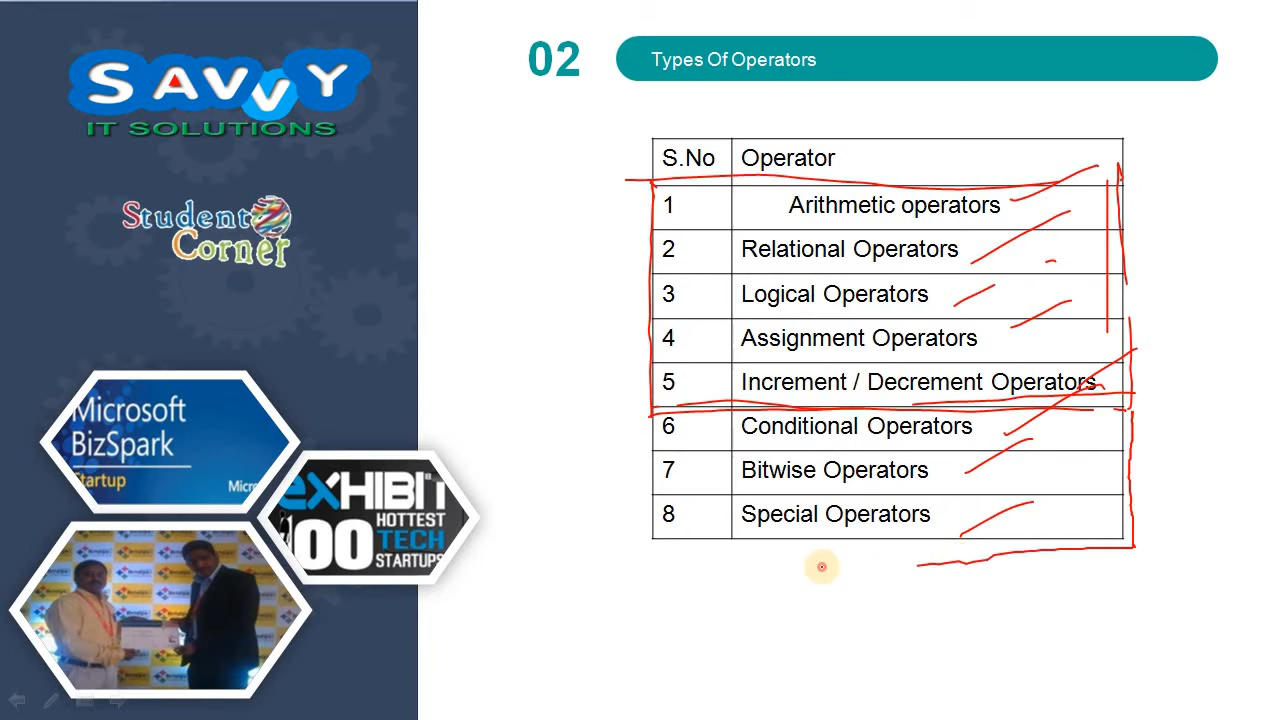 SAVVY
IT SOLUTIONS
Student
Corner
Microsoft
BizSpark
Startup
Micros
eXHIBIT
100
HOTTEST
TECH
STARTUPS
02
Types Of Operators
S.No Operator
1 Arithmetic operators
2 Relational Operators
3 Logical Operators
4 Assignment Operators
5 Increment / Decrement Operators
6 Conditional Operators
7 Bitwise Operators
8 Special Operators